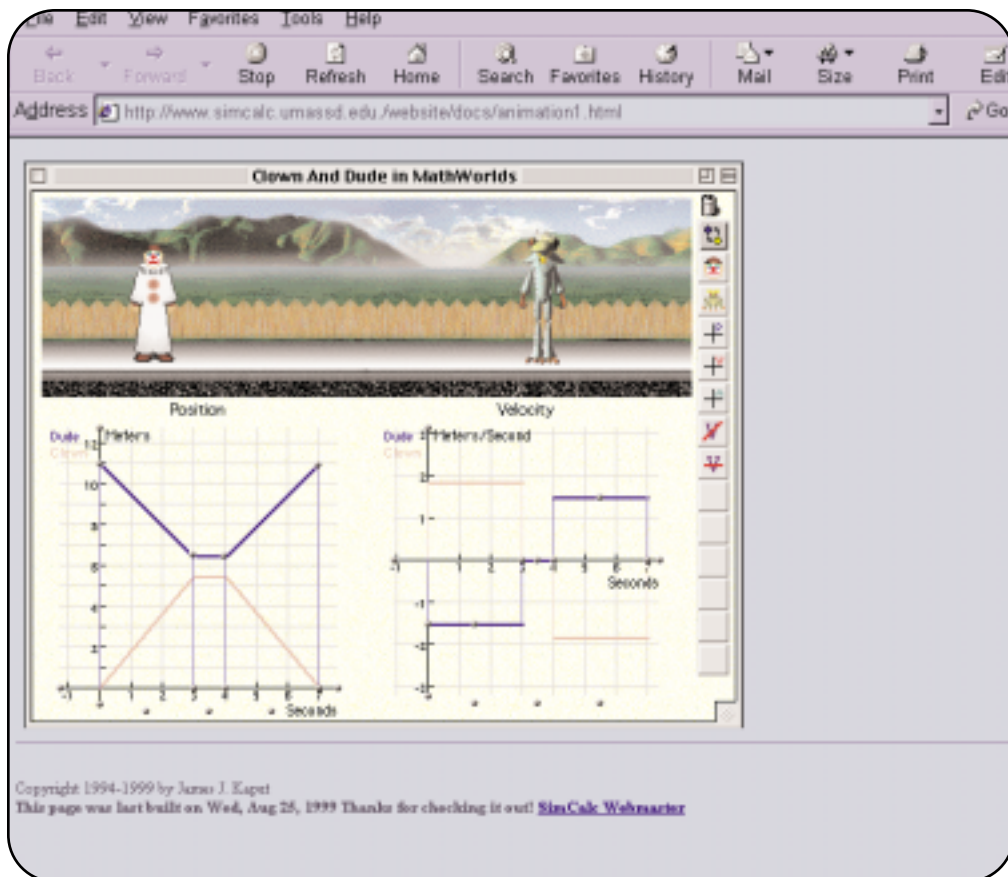 File Edit View Favorites Tools Help
Back Forward Stop Refresh Home Search Favorites History Mail Size Print Edit
Address http://www.simcalc.umassd.edu./website/docs/animation1.html Go
Clown And Dude in MathWorlds
Position Velocity
Dude Meters
Clown
12
10
8
6
4
2
-1 1 2 3 4 5 6 7
Seconds
Dude Meters/Second
Clown
3
2
1
-1 1 2 3 4 5 6 7
Seconds
-1
-2
-3
Copyright 1994-1999 by James J. Kaput
This page was last built on Wed, Aug 25, 1999 Thanks for checking it out! SimCalc Webmaster